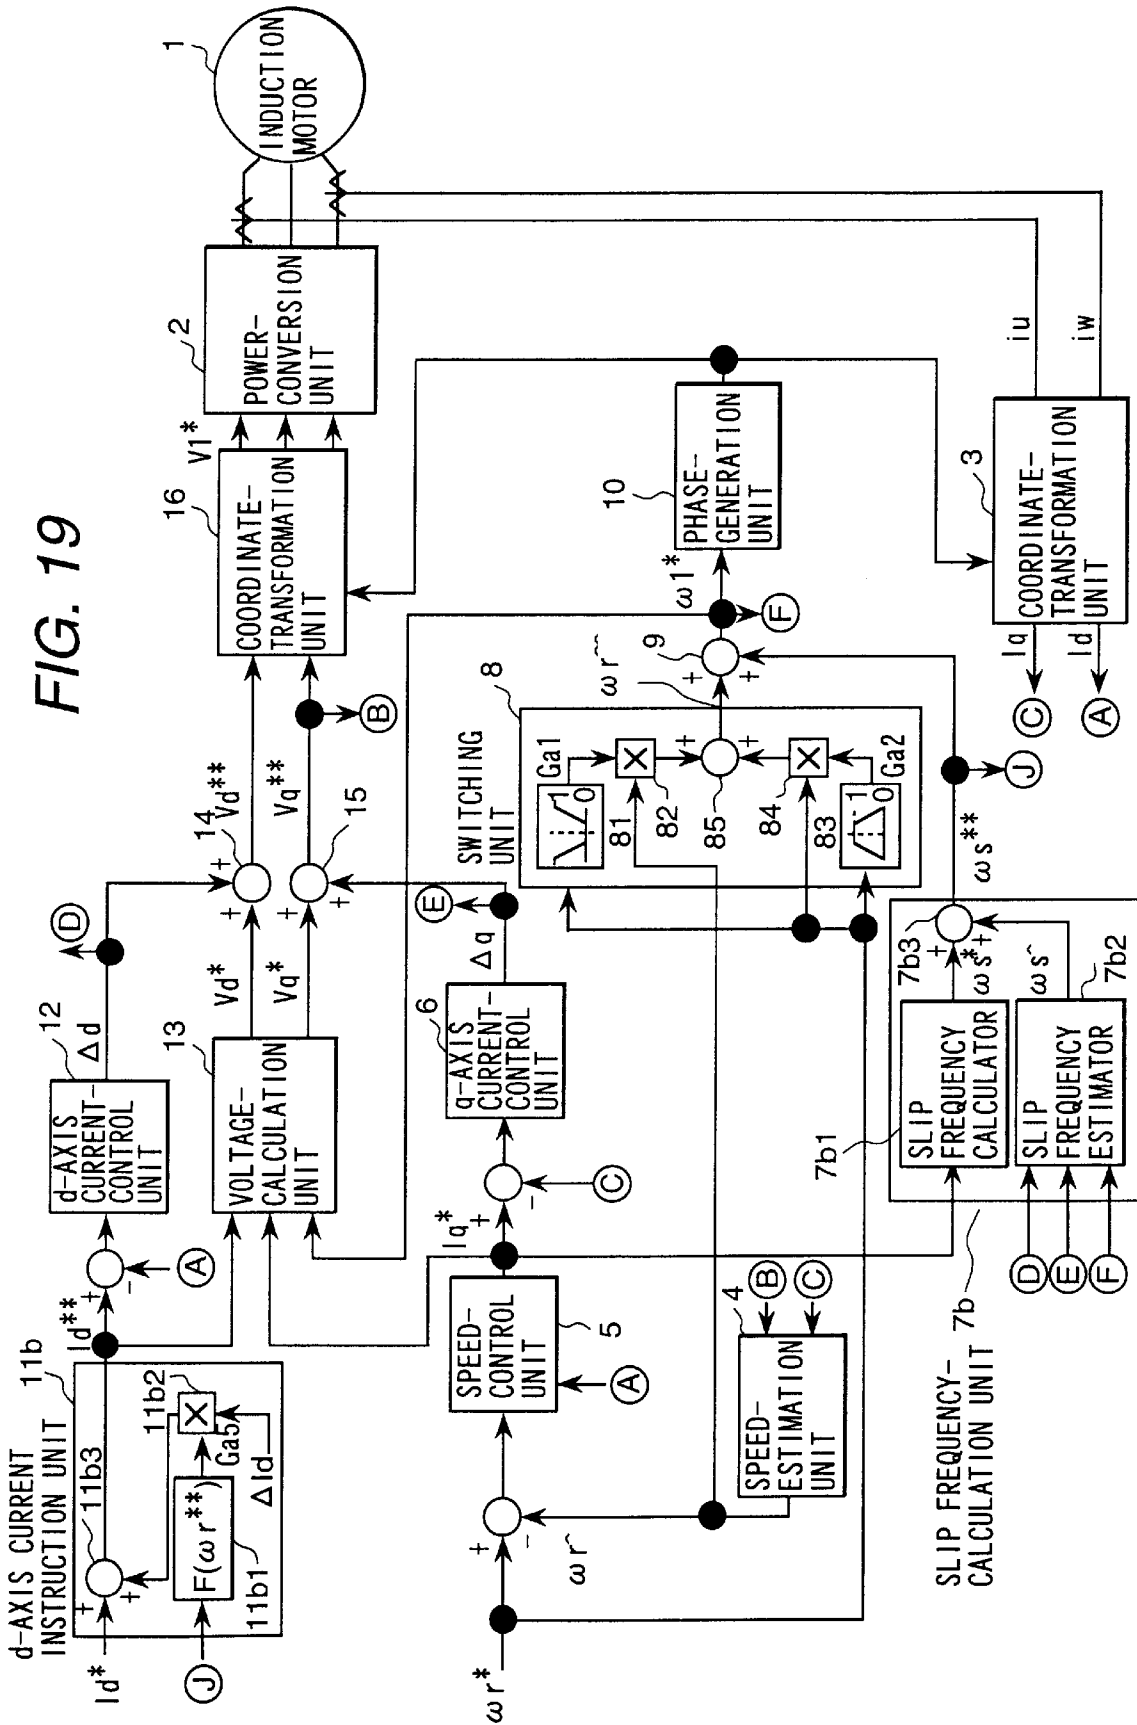 FIG. 19
d-AXIS CURRENT
INSTRUCTION UNIT
11b
Id*
11b3
+
+
F(ωr**)
11b1
Ga5
×
11b2
ΔId
J
Id**
+
-
A
d-AXIS
CURRENT-
CONTROL
UNIT
12
Δd
D
VOLTAGE-
CALCULATION
UNIT
13
Vd*
Vq*
+
+
14
Vd**
+
+
15
Vq**
B
COORDINATE-
TRANSFORMATION
UNIT
16
V1*
POWER-
CONVERSION
UNIT
2
INDUCTION
MOTOR
1
ωr*
+
-
ωr~
SPEED-
CONTROL
UNIT
5
A
Iq*
+
-
C
q-AXIS
CURRENT-
CONTROL
UNIT
6
Δq
E
SPEED-
ESTIMATION
UNIT
4
B
C
SWITCHING
UNIT
8
1
0
Ga1
81
×
82
+
+
85
×
84
1
0
Ga2
83
ωr~~
+
+
9
ω1*
F
PHASE-
GENERATION
UNIT
10
SLIP FREQUENCY-
CALCULATION UNIT
7b
D
E
F
SLIP
FREQUENCY
CALCULATOR
7b1
SLIP
FREQUENCY
ESTIMATOR
7b2
ωs*
ωs~
+
+
7b3
ωs**
J
COORDINATE-
TRANSFORMATION
UNIT
3
Iq
Id
C
A
iu
iw